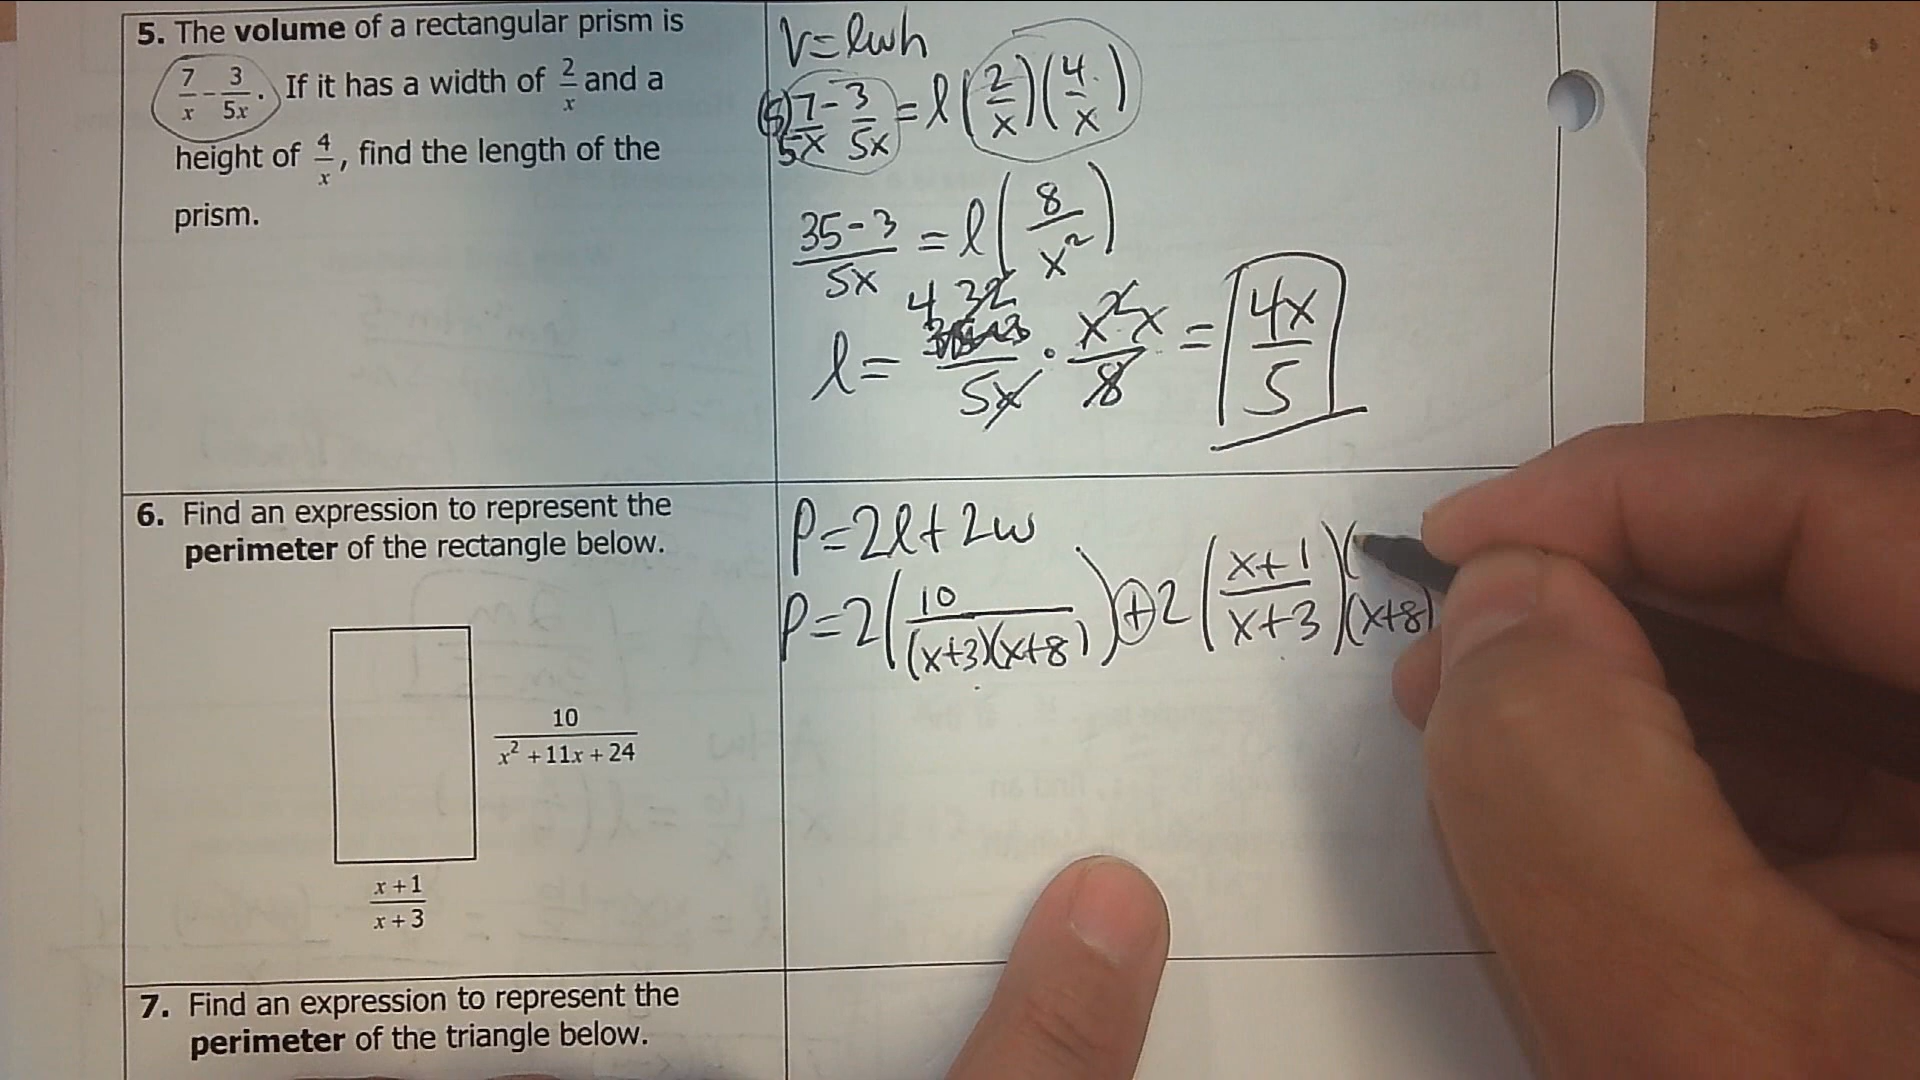 5. The volume of a rectangular prism is
7/x - 3/5x. If it has a width of 2/x and a
height of 4/x, find the length of the
prism.
V=lwh
(5)7/5x - 3/5x = l(2/x)(4/x)
35-3/5x = l(8/x²)
l = 4 32/5x · x² x/8 = 4x/5
6. Find an expression to represent the
perimeter of the rectangle below.
10/x² + 11x + 24
x + 1/x + 3
P=2l+2w
P=2(10/(x+3)(x+8))+2(x+1/x+3)(/(x+8)
7. Find an expression to represent the
perimeter of the triangle below.